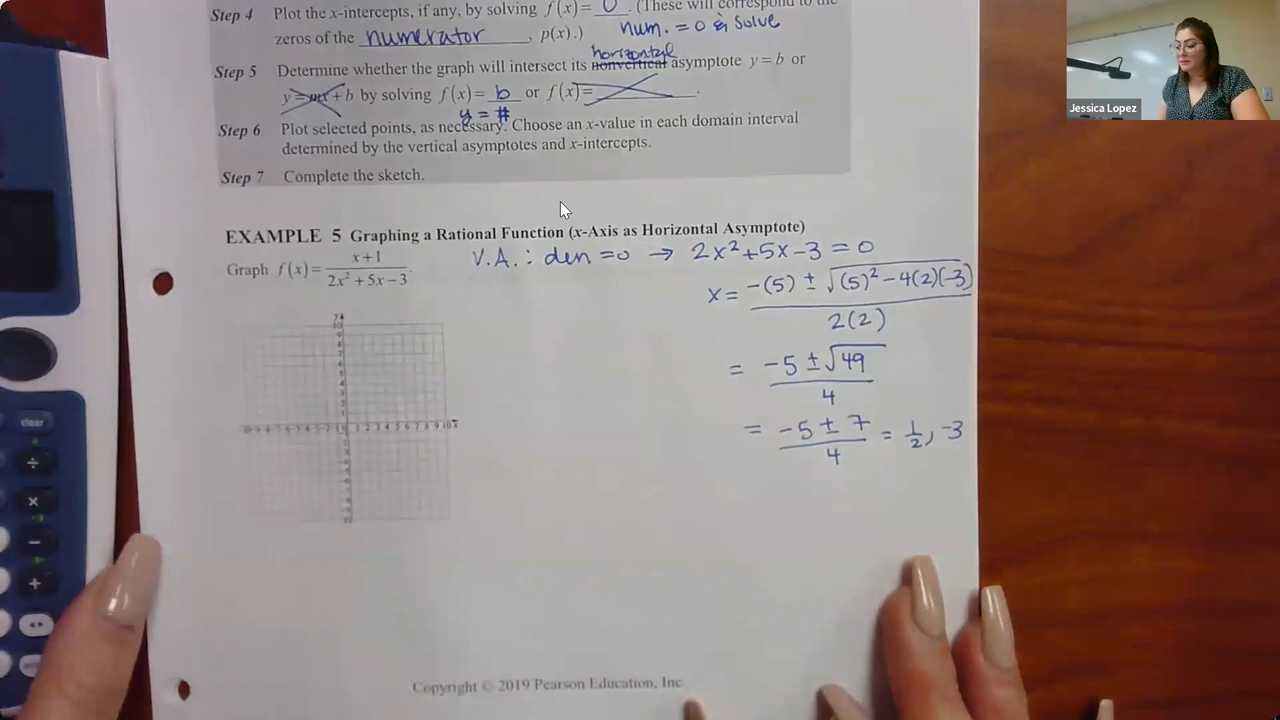 Step 4 Plot the x-intercepts, if any, by solving f(x)= 0. (These will correspond to the
zeros of the numerator, p(x).) num. = 0 & solve
horizontal
Step 5 Determine whether the graph will intersect its nonvertical asymptote y = b or
y = mx + b by solving f(x)= b or f(x)=
y = #
Step 6 Plot selected points, as necessary. Choose an x-value in each domain interval
determined by the vertical asymptotes and x-intercepts.
Step 7 Complete the sketch.
EXAMPLE 5 Graphing a Rational Function (x-Axis as Horizontal Asymptote)
Graph f(x) = x+1 / 2x² + 5x − 3.
V.A.: den = 0 → 2x² + 5x − 3 = 0
x = −(5) ± √(5)² − 4(2)(−3) / 2(2)
= −5 ± √49 / 4
= −5 ± 7 / 4 = 1/2, −3
Copyright © 2019 Pearson Education, Inc.
Jessica Lopez
clear
÷
×
−
+